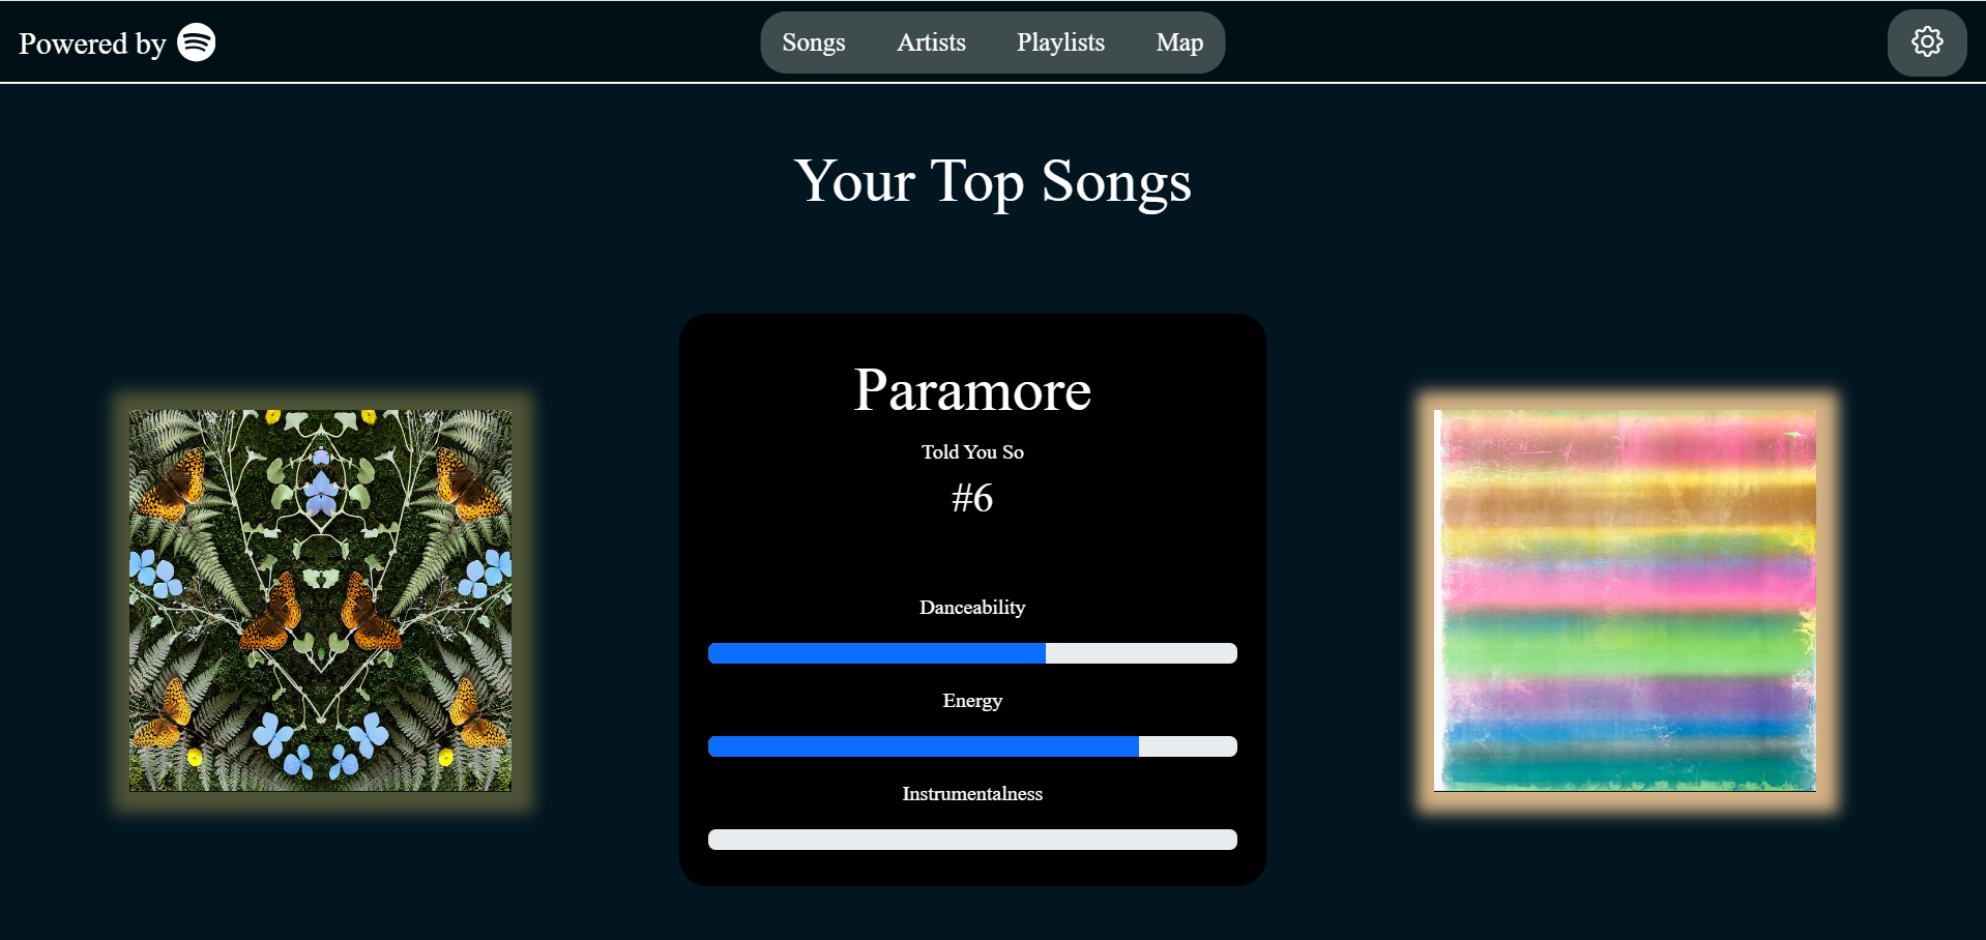 Powered by
Songs Artists Playlists Map
Your Top Songs
Paramore
Told You So
#6
Danceability
Energy
Instrumentalness